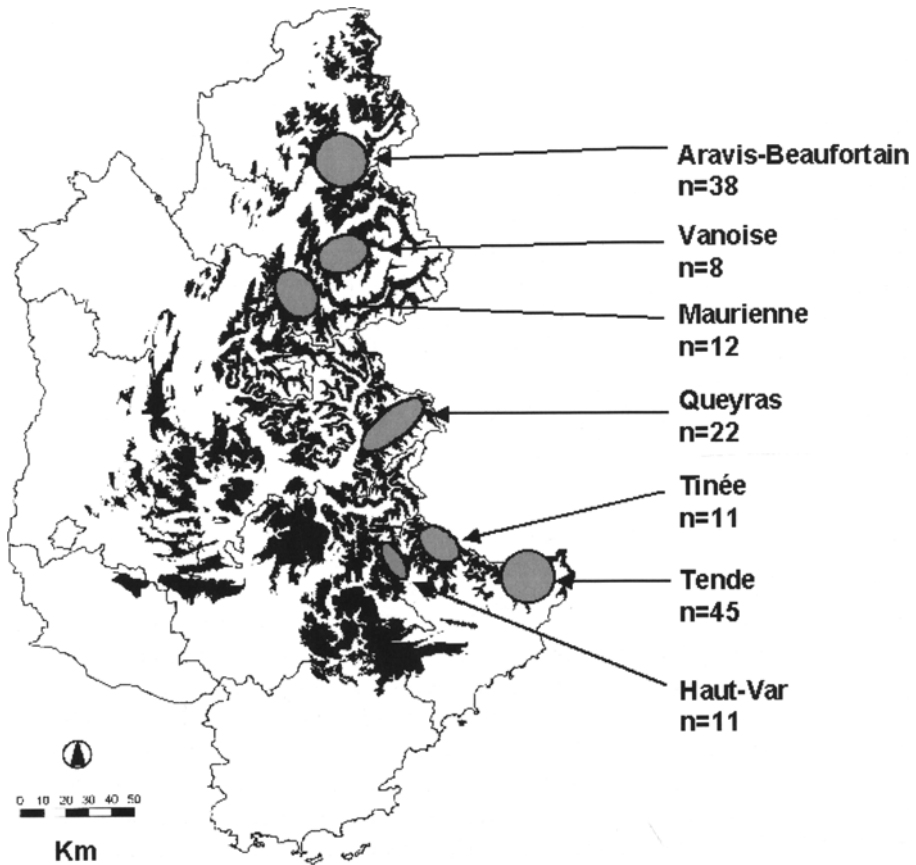 Aravis-Beaufortain
n=38
Vanoise
n=8
Maurienne
n=12
Queyras
n=22
Tinée
n=11
Tende
n=45
Haut-Var
n=11
0 10 20 30 40 50
Km